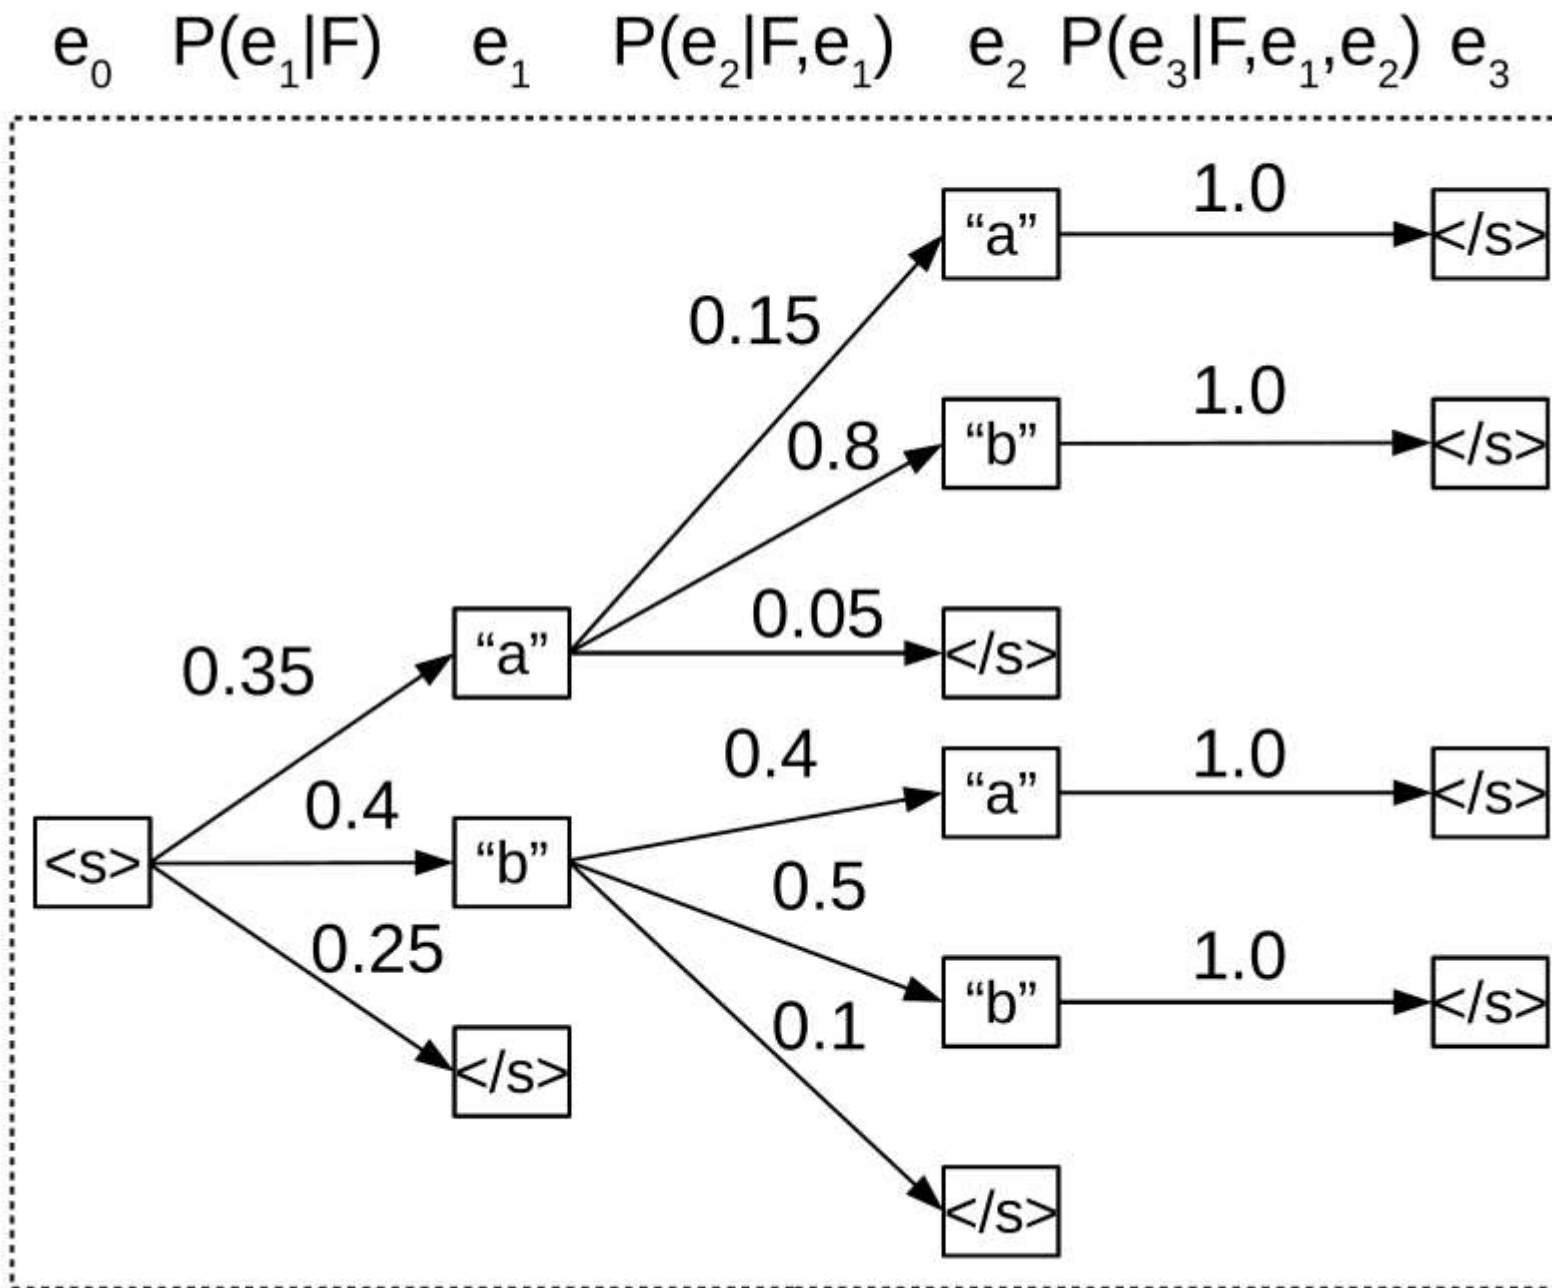 e₀ P(e₁|F) e₁ P(e₂|F,e₁) e₂ P(e₃|F,e₁,e₂) e₃
“a” 1.0 </s>
0.15
“b” 1.0 </s>
0.8
0.05
“a” </s>
0.35
0.4
“a” 1.0 </s>
0.4
<s> “b”
0.5
0.25
“b” 1.0 </s>
0.1
</s>
</s>